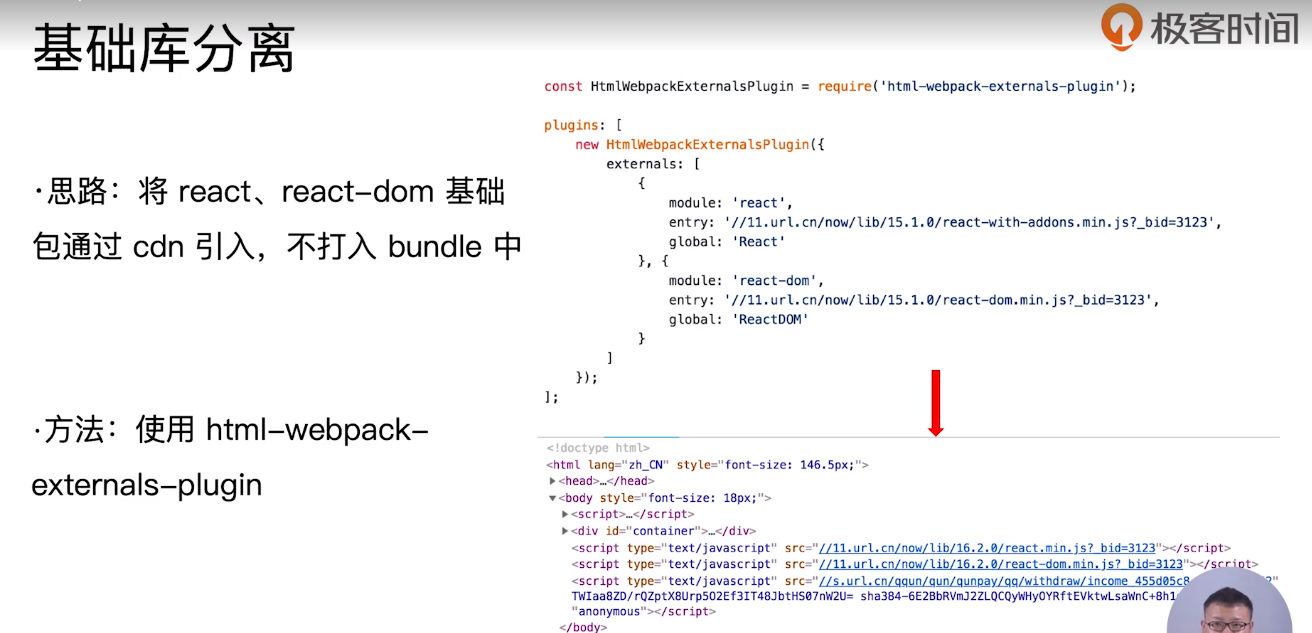 基础库分离
极客时间
·思路：将 react、react-dom 基础
包通过 cdn 引入，不打入 bundle 中
·方法：使用 html-webpack-
externals-plugin
const HtmlWebpackExternalsPlugin = require('html-webpack-externals-plugin');
plugins: [
new HtmlWebpackExternalsPlugin({
externals: [
{
module: 'react',
entry: '//11.url.cn/now/lib/15.1.0/react-with-addons.min.js?_bid=3123',
global: 'React'
}, {
module: 'react-dom',
entry: '//11.url.cn/now/lib/15.1.0/react-dom.min.js?_bid=3123',
global: 'ReactDOM'
}
]
});
];
<!doctype html>
<html lang="zh_CN" style="font-size: 146.5px;">
▶<head>…</head>
▼<body style="font-size: 18px;">
▶<script>…</script>
▶<div id="container">…</div>
<script type="text/javascript" src="//11.url.cn/now/lib/16.2.0/react.min.js?_bid=3123"></script>
<script type="text/javascript" src="//11.url.cn/now/lib/16.2.0/react-dom.min.js?_bid=3123"></script>
<script type="text/javascript" src="//s.url.cn/qqun/qun/qunpay/qq/withdraw/income_455d05c8
TWIaa8ZD/rQZptX8Urp5O2Ef3IT48JbtHS07nW2U= sha384-6E2BbRVmJ2ZLQCQyWHyOYRftEVktwLsaWnC+8h1
"anonymous"></script>
</body>